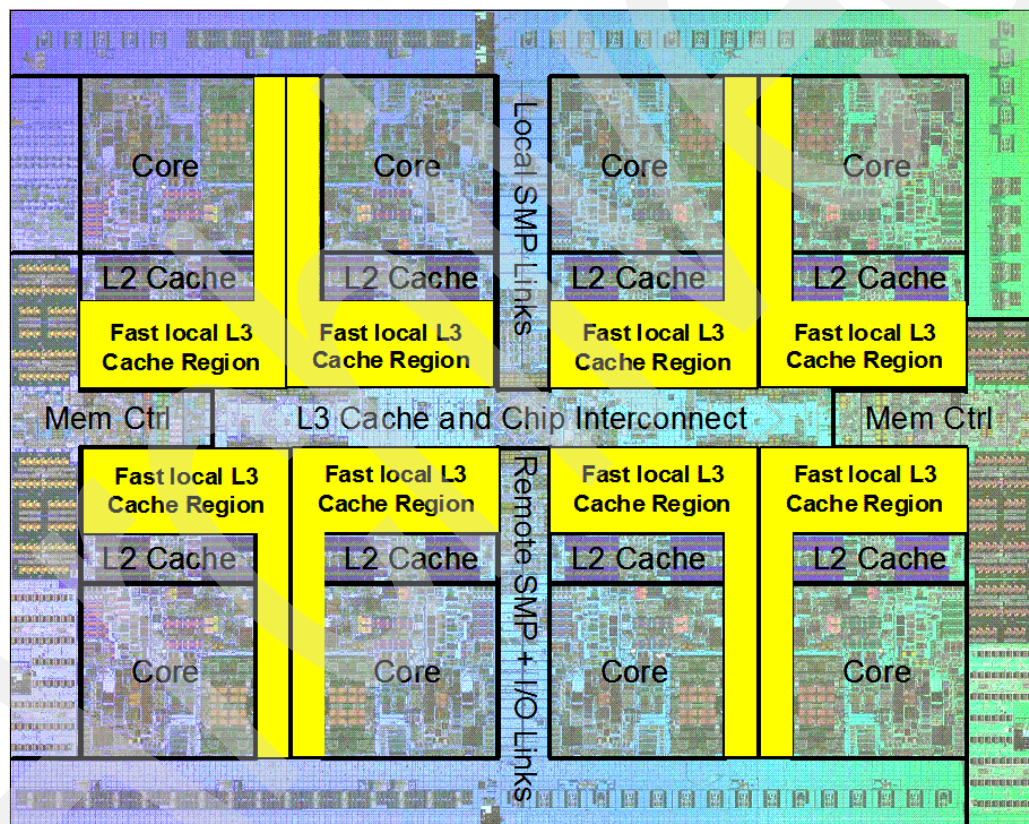 Core
Core
Core
Core
Local SMP Links
L2 Cache
L2 Cache
L2 Cache
L2 Cache
Fast local L3
Cache Region
Fast local L3
Cache Region
Fast local L3
Cache Region
Fast local L3
Cache Region
Mem Ctrl
L3 Cache and Chip Interconnect
Mem Ctrl
Fast local L3
Cache Region
Fast local L3
Cache Region
Fast local L3
Cache Region
Fast local L3
Cache Region
Remote SMP + I/O Links
L2 Cache
L2 Cache
L2 Cache
L2 Cache
Core
Core
Core
Core